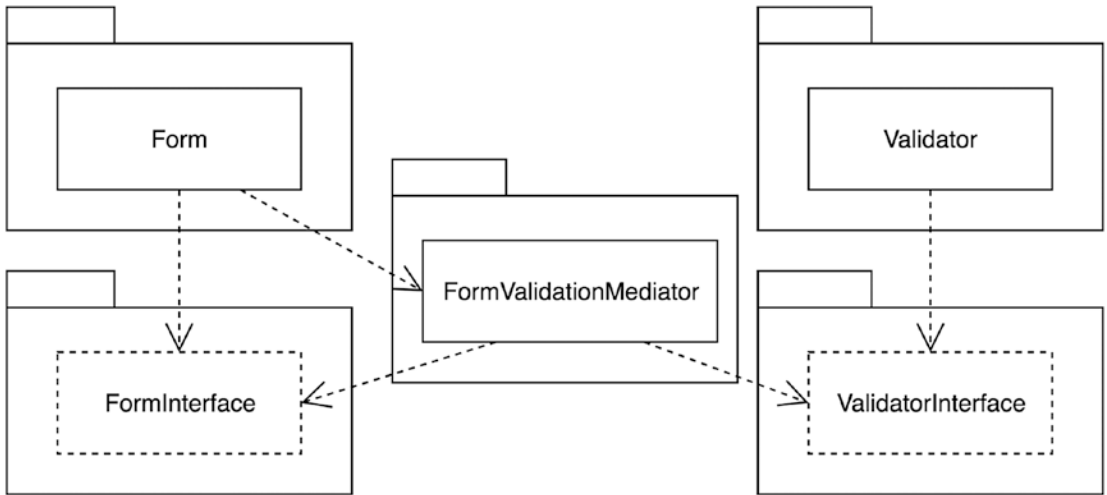 Form
Validator
FormValidationMediator
FormInterface
ValidatorInterface